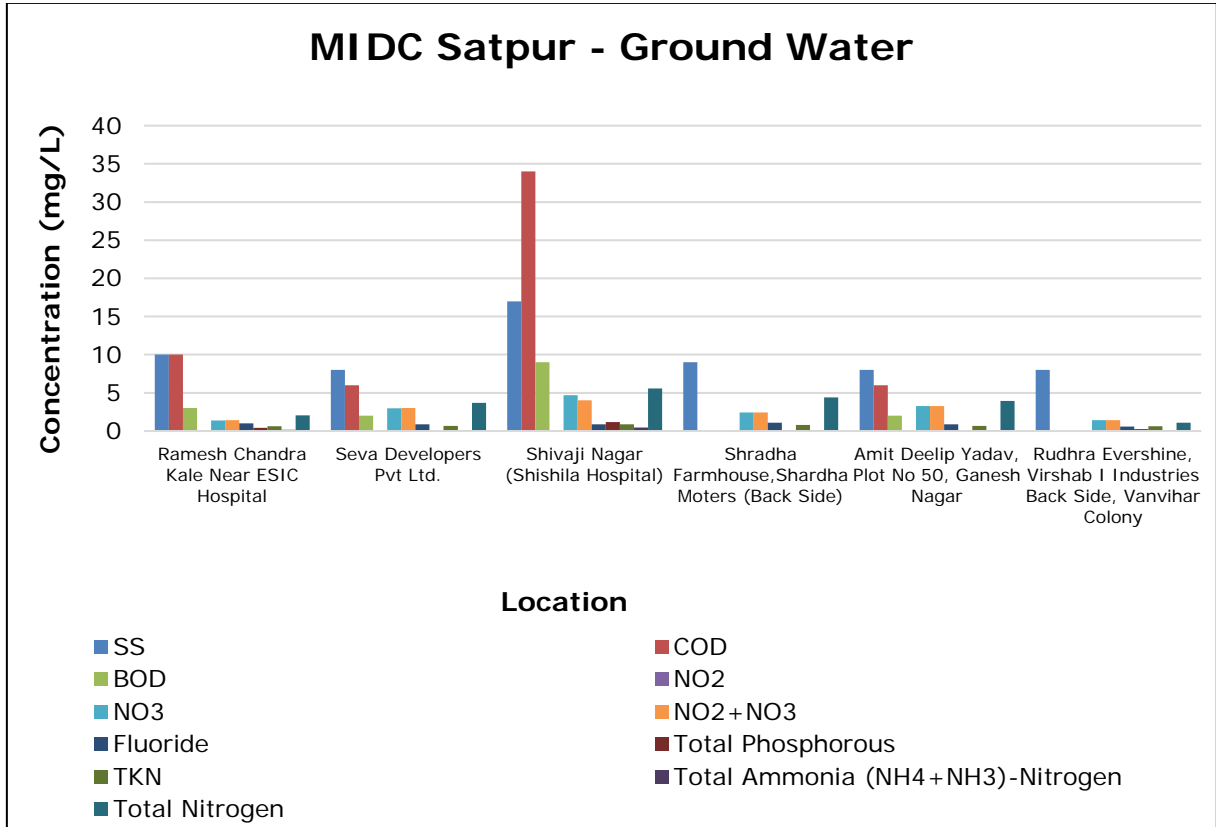 MIDC Satpur - Ground Water
Concentration (mg/L)
40
35
30
25
20
15
10
5
0
Ramesh Chandra
Kale Near ESIC
Hospital
Seva Developers
Pvt Ltd.
Shivaji Nagar
(Shishila Hospital)
Shradha
Farmhouse,Shardha
Moters (Back Side)
Amit Deelip Yadav,
Plot No 50, Ganesh
Nagar
Rudhra Evershine,
Virshab I Industries
Back Side, Vanvihar
Colony
Location
SS
COD
BOD
NO2
NO3
NO2+NO3
Fluoride
Total Phosphorous
TKN
Total Ammonia (NH4+NH3)-Nitrogen
Total Nitrogen